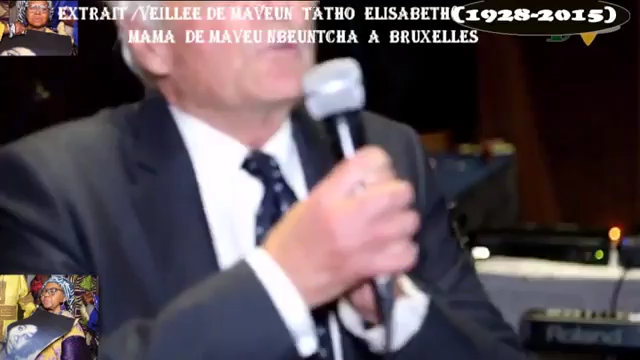 EXTRAIT /VEILLEE DE MAVEUN TATHO ELISABETH (1928-2015)
MAMA DE MAVEU NBEUNTCHA A BRUXELLES
Roland